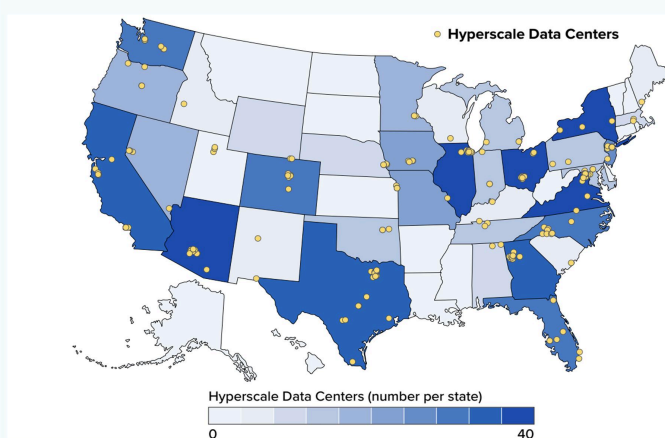 Hyperscale Data Centers
Hyperscale Data Centers (number per state)
0 40